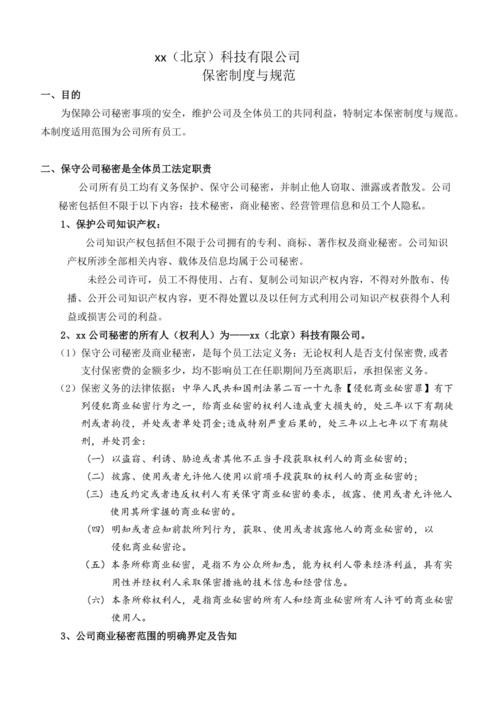 xx（北京）科技有限公司
保密制度与规范
一、目的
为保障公司秘密事项的安全，维护公司及全体员工的共同利益，特制定本保密制度与规范。
本制度适用范围为公司所有员工。
二、保守公司秘密是全体员工法定职责
公司所有员工均有义务保护、保守公司秘密，并制止他人窃取、泄露或者散发。公司
秘密包括但不限于以下内容：技术秘密，商业秘密、经营管理信息和员工个人隐私。
1、保护公司知识产权：
公司知识产权包括但不限于公司拥有的专利、商标、著作权及商业秘密。公司知识
产权所涉全部相关内容、载体及信息均属于公司秘密。
未经公司许可，员工不得使用、占有、复制公司知识产权内容，不得对外散布、传
播、公开公司知识产权内容，更不得处置以及以任何方式利用公司知识产权获得个人利
益或损害公司的利益。
2、xx公司秘密的所有人（权利人）为——xx（北京）科技有限公司。
（1）保守公司秘密及商业秘密，是每个员工法定义务；无论权利人是否支付保密费,或者
支付保密费的金额多少，均不影响员工在任职期间乃至离职后，承担保密义务。
（2）保密义务的法律依据：中华人民共和国刑法第二百一十九条【侵犯商业秘密罪】有下
列侵犯商业秘密行为之一，给商业秘密的权利人造成重大损失的，处三年以下有期徒
刑或者拘役，并处或者单处罚金;造成特别严重后果的，处三年以上七年以下有期徒
刑，并处罚金：
(一) 以盗窃、利诱、胁迫或者其他不正当手段获取权利人的商业秘密的；
(二) 披露、使用或者允许他人使用以前项手段获取的权利人的商业秘密的；
(三) 违反约定或者违反权利人有关保守商业秘密的要求，披露、使用或者允许他人
使用其所掌握的商业秘密的。
(四) 明知或者应知前款所列行为，获取、使用或者披露他人的商业秘密的，以
侵犯商业秘密论。
(五) 本条所称商业秘密，是指不为公众所知悉，能为权利人带来经济利益，具有实
用性并经权利人采取保密措施的技术信息和经营信息。
(六) 本条所称权利人，是指商业秘密的所有人和经商业秘密所有人许可的商业秘密
使用人。
3、公司商业秘密范围的明确界定及告知